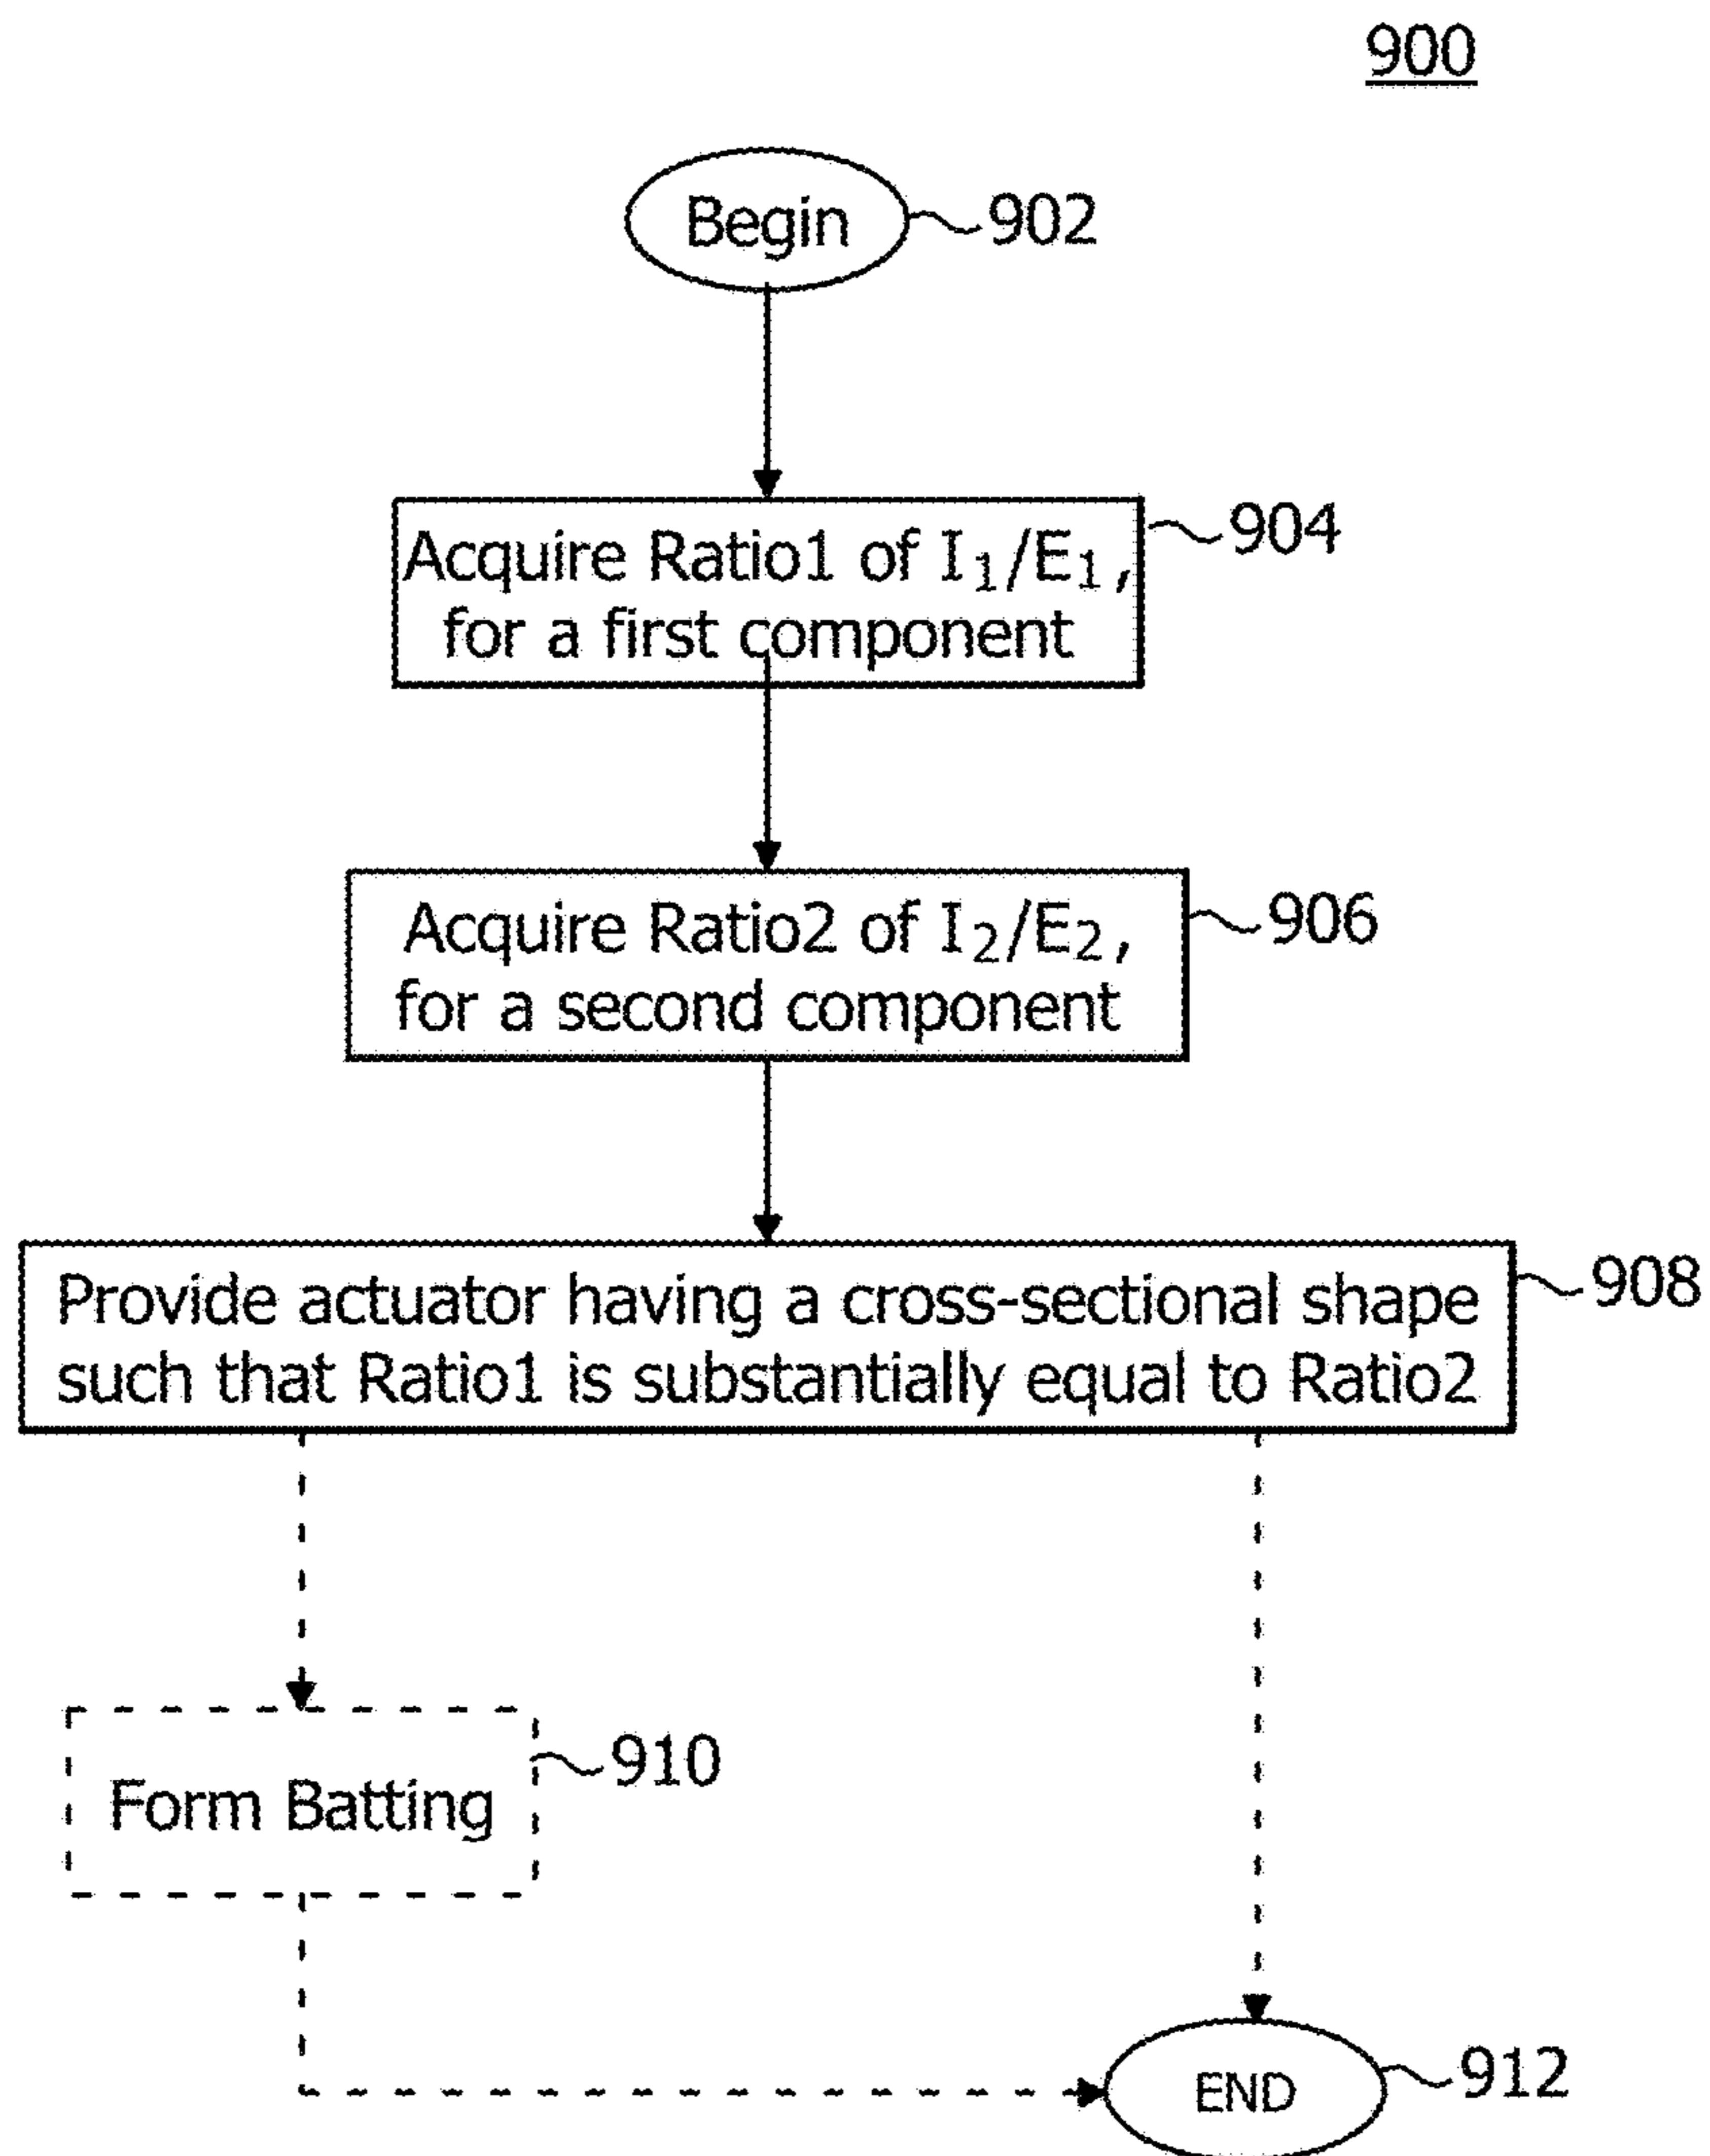 900
Begin
902
Acquire Ratio1 of I₁/E₁,
for a first component
904
Acquire Ratio2 of I₂/E₂,
for a second component
906
Provide actuator having a cross-sectional shape
such that Ratio1 is substantially equal to Ratio2
908
Form Batting
910
END
912